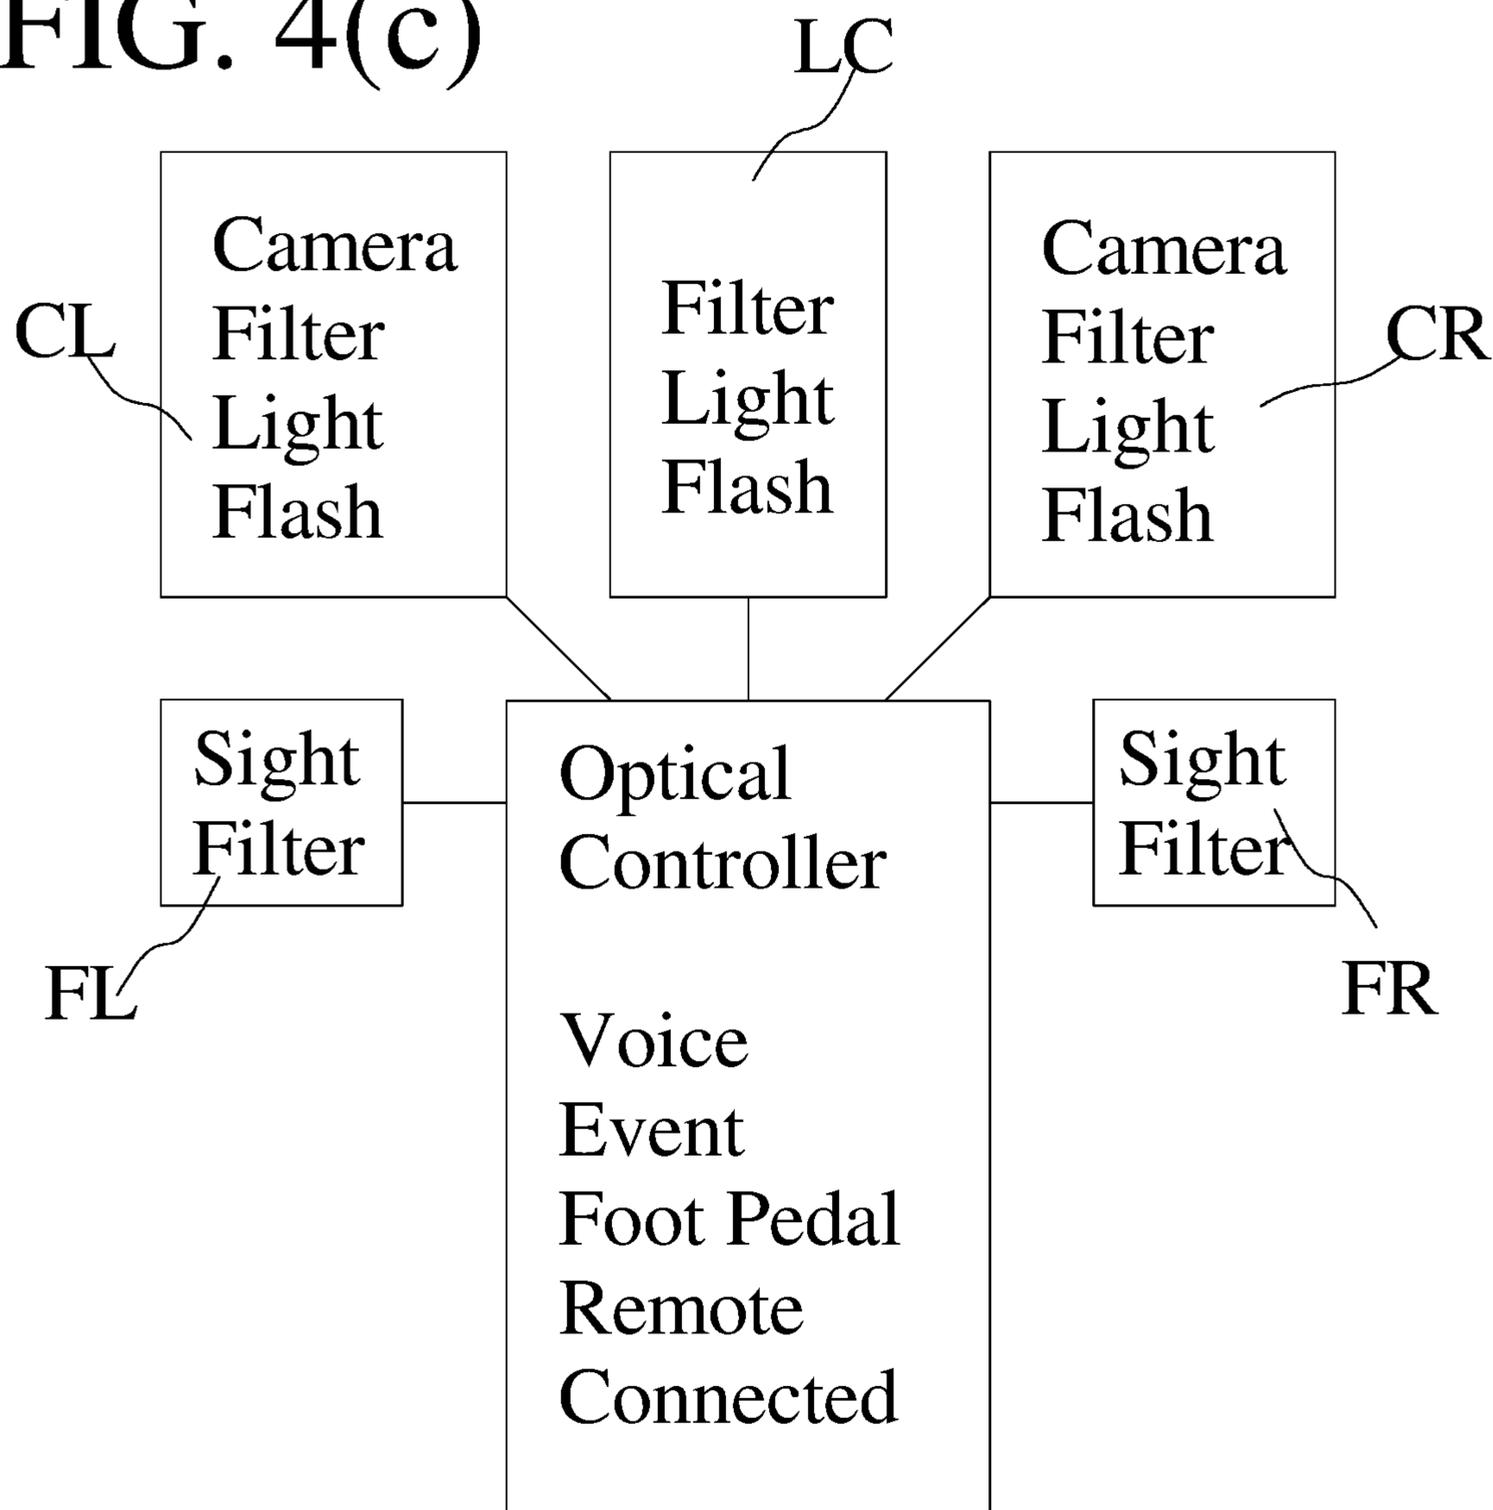 FIG. 4(c)
LC
CL
Camera
Filter
Light
Flash
Filter
Light
Flash
Camera
Filter
Light
Flash
CR
Sight
Filter
FL
Optical
Controller
Voice
Event
Foot Pedal
Remote
Connected
Sight
Filter
FR